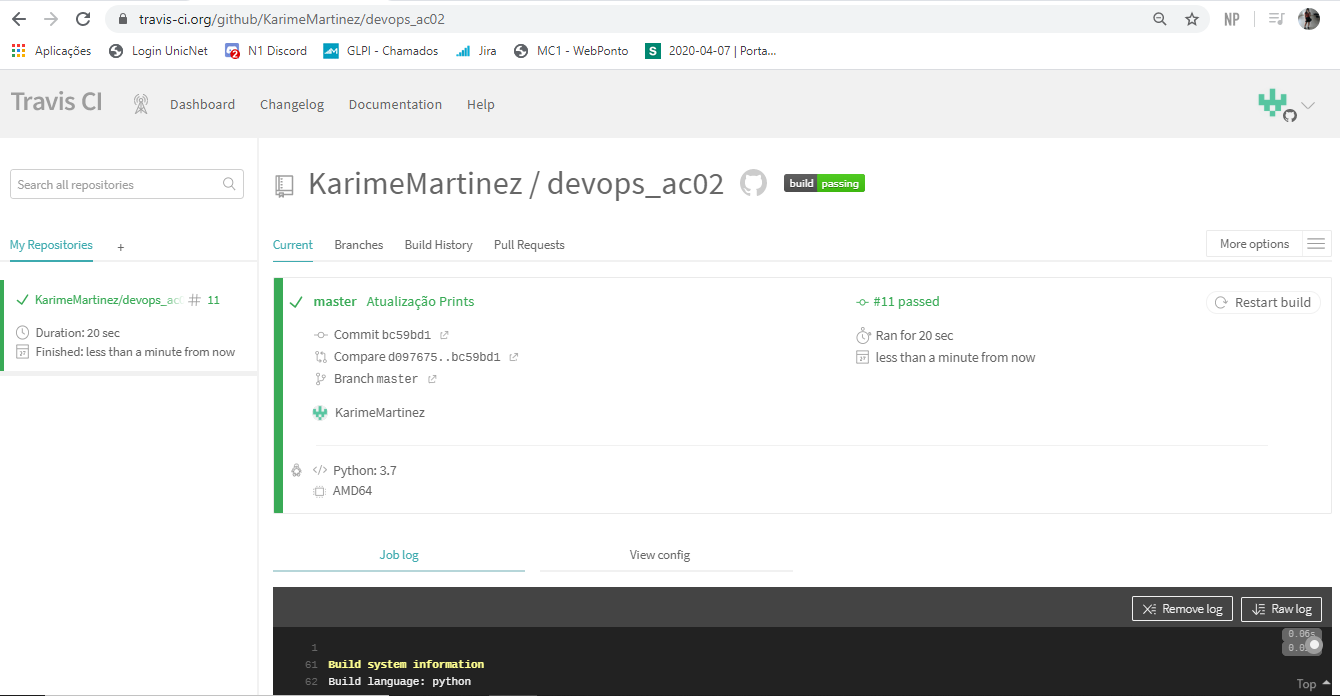 travis-ci.org/github/KarimeMartinez/devops_ac02
NP
Aplicações
Login UnicNet
2
N1 Discord
GLPI - Chamados
Jira
MC1 - WebPonto
S
2020-04-07 | Porta...
Travis CI
Dashboard
Changelog
Documentation
Help
Search all repositories
KarimeMartinez / devops_ac02
build passing
My Repositories
+
Current
Branches
Build History
Pull Requests
More options
KarimeMartinez/devops_ac
# 11
Duration: 20 sec
Finished: less than a minute from now
master Atualização Prints
#11 passed
Restart build
Commit bc59bd1
Ran for 20 sec
Compare d097675..bc59bd1
less than a minute from now
Branch master
KarimeMartinez
Python: 3.7
AMD64
Job log
View config
Remove log
Raw log
1
0.06s
61 Build system information
62 Build language: python
Top